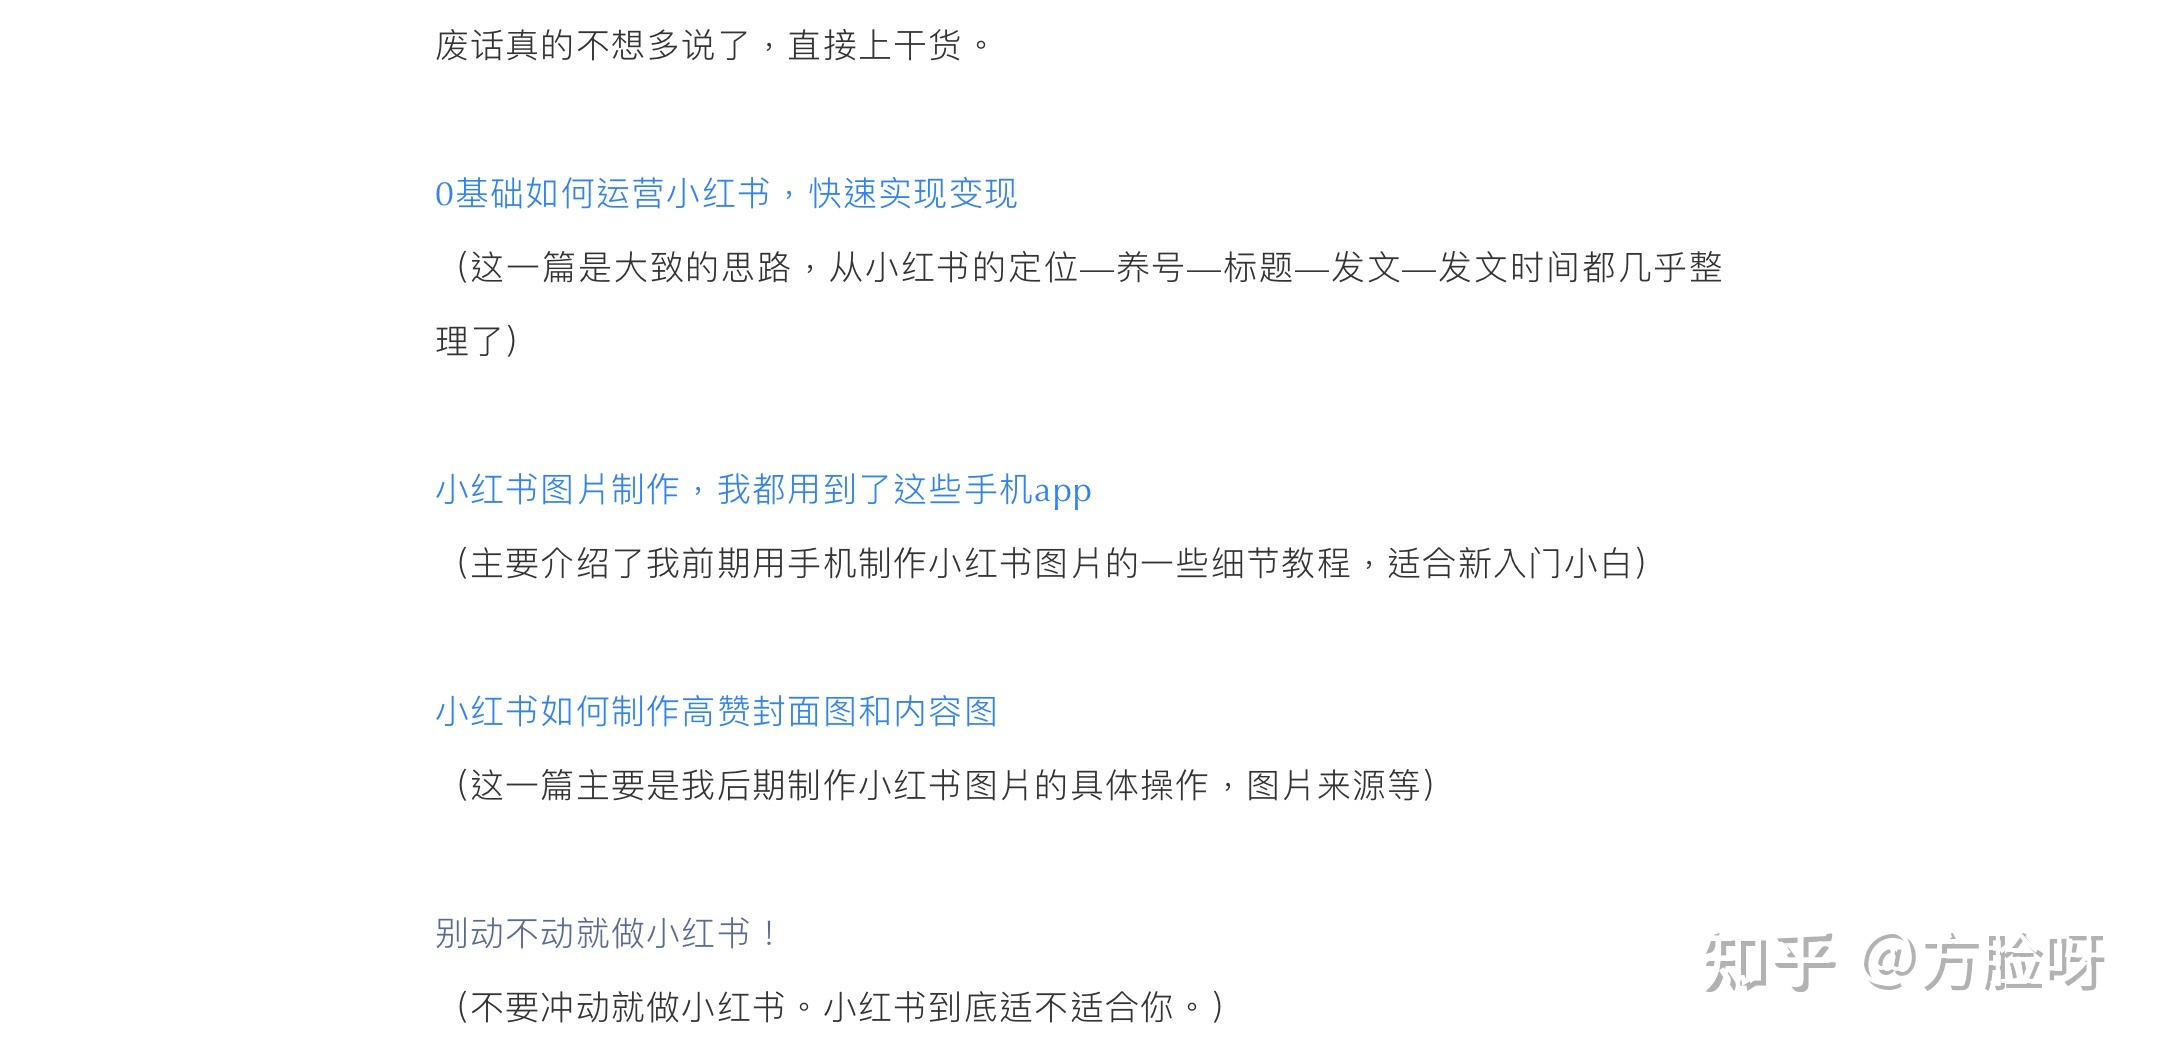 废话真的不想多说了，直接上干货。
0基础如何运营小红书，快速实现变现
（这一篇是大致的思路，从小红书的定位—养号—标题—发文—发文时间都几乎整
理了）
小红书图片制作，我都用到了这些手机app
（主要介绍了我前期用手机制作小红书图片的一些细节教程，适合新入门小白）
小红书如何制作高赞封面图和内容图
（这一篇主要是我后期制作小红书图片的具体操作，图片来源等）
别动不动就做小红书！
（不要冲动就做小红书。小红书到底适不适合你。）
知乎 @方脸呀